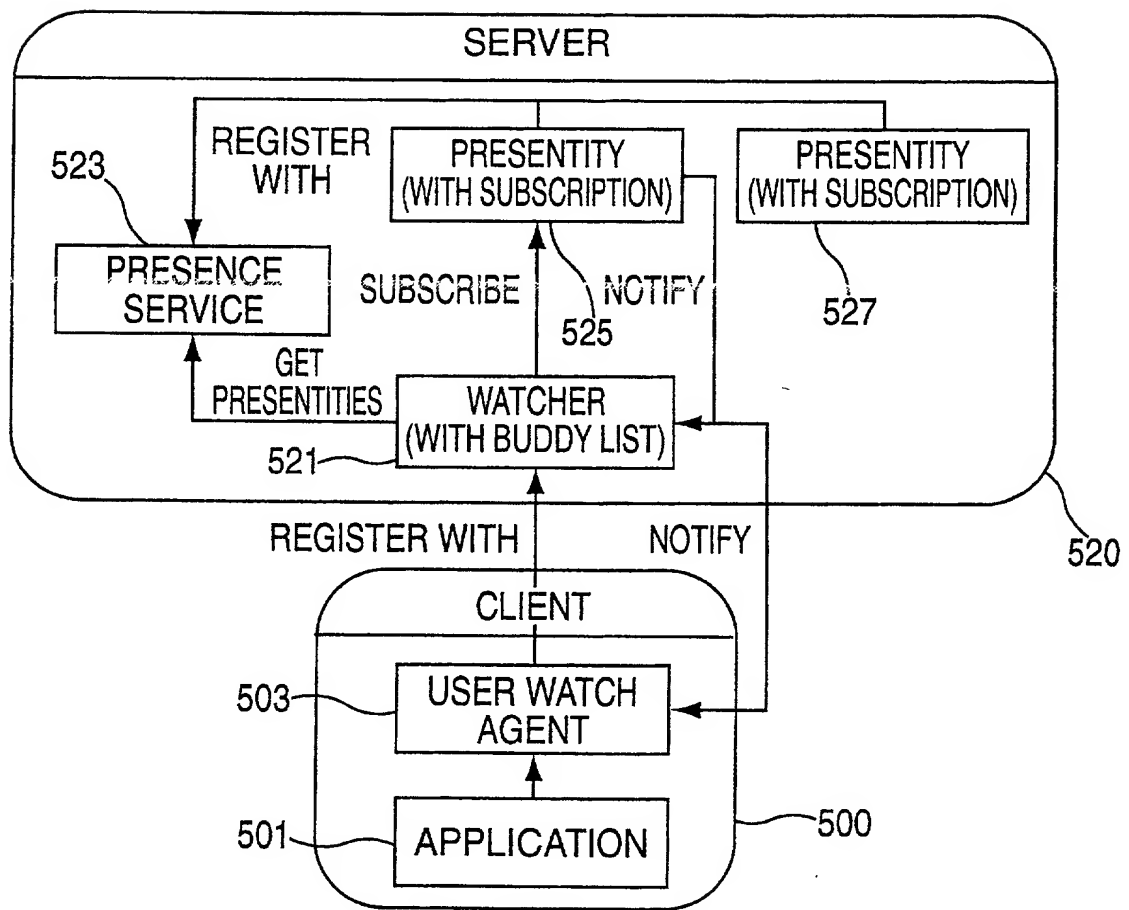 SERVER
REGISTER
WITH
PRESENTITY
(WITH SUBSCRIPTION)
PRESENTITY
(WITH SUBSCRIPTION)
523
PRESENCE
SERVICE
SUBSCRIBE
NOTIFY
525
527
GET
PRESENTITIES
WATCHER
(WITH BUDDY LIST)
521
520
REGISTER WITH
NOTIFY
CLIENT
503
USER WATCH
AGENT
501
APPLICATION
500